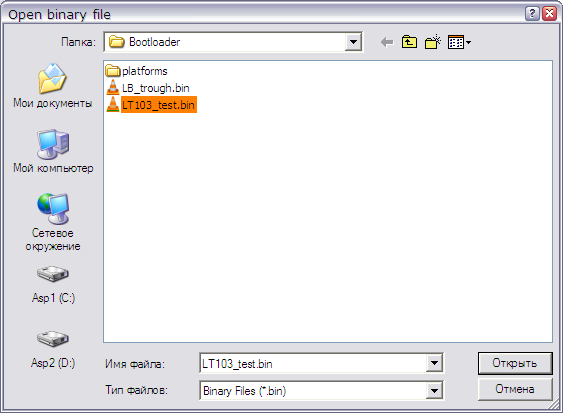 Open binary file
Папка: Bootloader
platforms
LB_trough.bin
LT103_test.bin
Мои документы
Мой компьютер
Сетевое
окружение
Asp1 (C:)
Asp2 (D:)
Имя файла: LT103_test.bin Открыть
Тип файлов: Binary Files (*.bin) Отмена